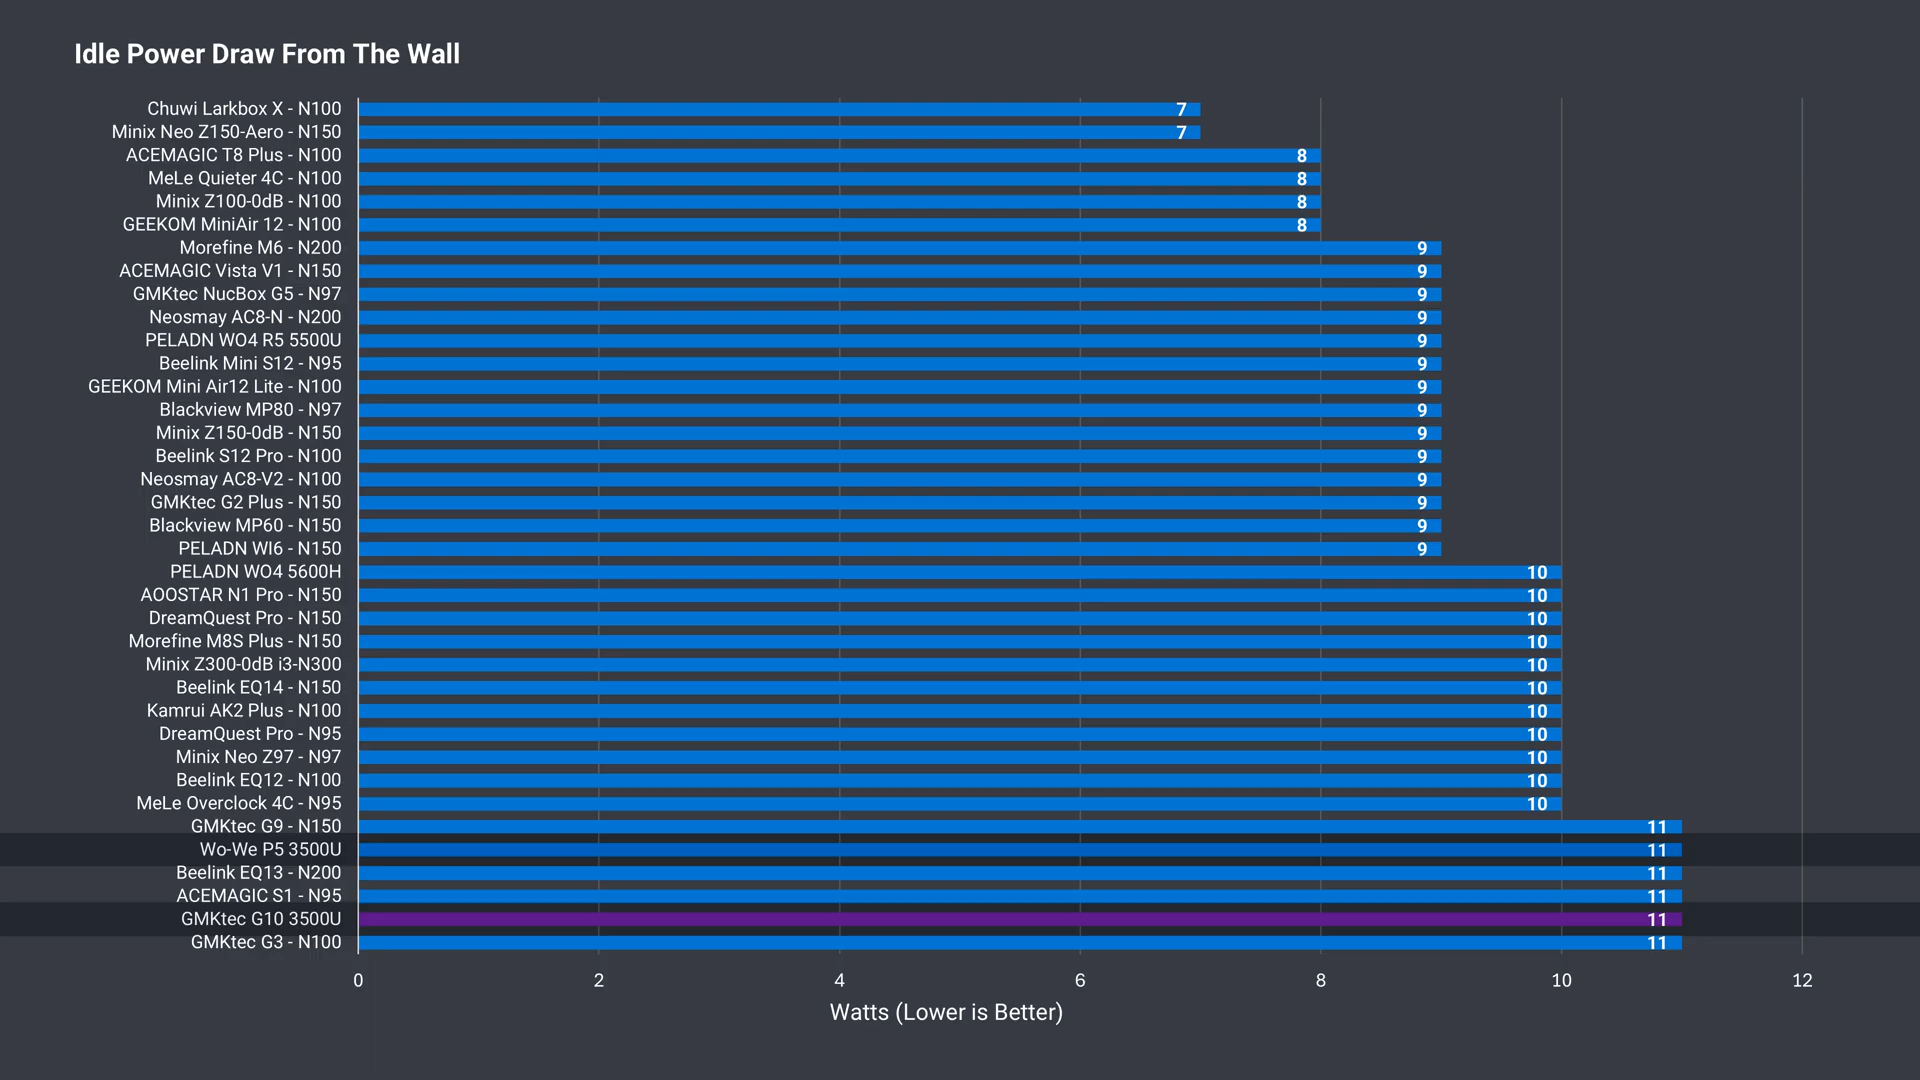 Idle Power Draw From The Wall
Chuwi Larkbox X - N100 7
Minix Neo Z150-Aero - N150 7
ACEMAGIC T8 Plus - N100 8
MeLe Quieter 4C - N100 8
Minix Z100-0dB - N100 8
GEEKOM MiniAir 12 - N100 8
Morefine M6 - N200 9
ACEMAGIC Vista V1 - N150 9
GMKtec NucBox G5 - N97 9
Neosmay AC8-N - N200 9
PELADN WO4 R5 5500U 9
Beelink Mini S12 - N95 9
GEEKOM Mini Air12 Lite - N100 9
Blackview MP80 - N97 9
Minix Z150-0dB - N150 9
Beelink S12 Pro - N100 9
Neosmay AC8-V2 - N100 9
GMKtec G2 Plus - N150 9
Blackview MP60 - N150 9
PELADN WI6 - N150 9
PELADN WO4 5600H 10
AOOSTAR N1 Pro - N150 10
DreamQuest Pro - N150 10
Morefine M8S Plus - N150 10
Minix Z300-0dB i3-N300 10
Beelink EQ14 - N150 10
Kamrui AK2 Plus - N100 10
DreamQuest Pro - N95 10
Minix Neo Z97 - N97 10
Beelink EQ12 - N100 10
MeLe Overclock 4C - N95 10
GMKtec G9 - N150 11
Wo-We P5 3500U 11
Beelink EQ13 - N200 11
ACEMAGIC S1 - N95 11
GMKtec G10 3500U 11
GMKtec G3 - N100 11
0 2 4 6 8 10 12
Watts (Lower is Better)